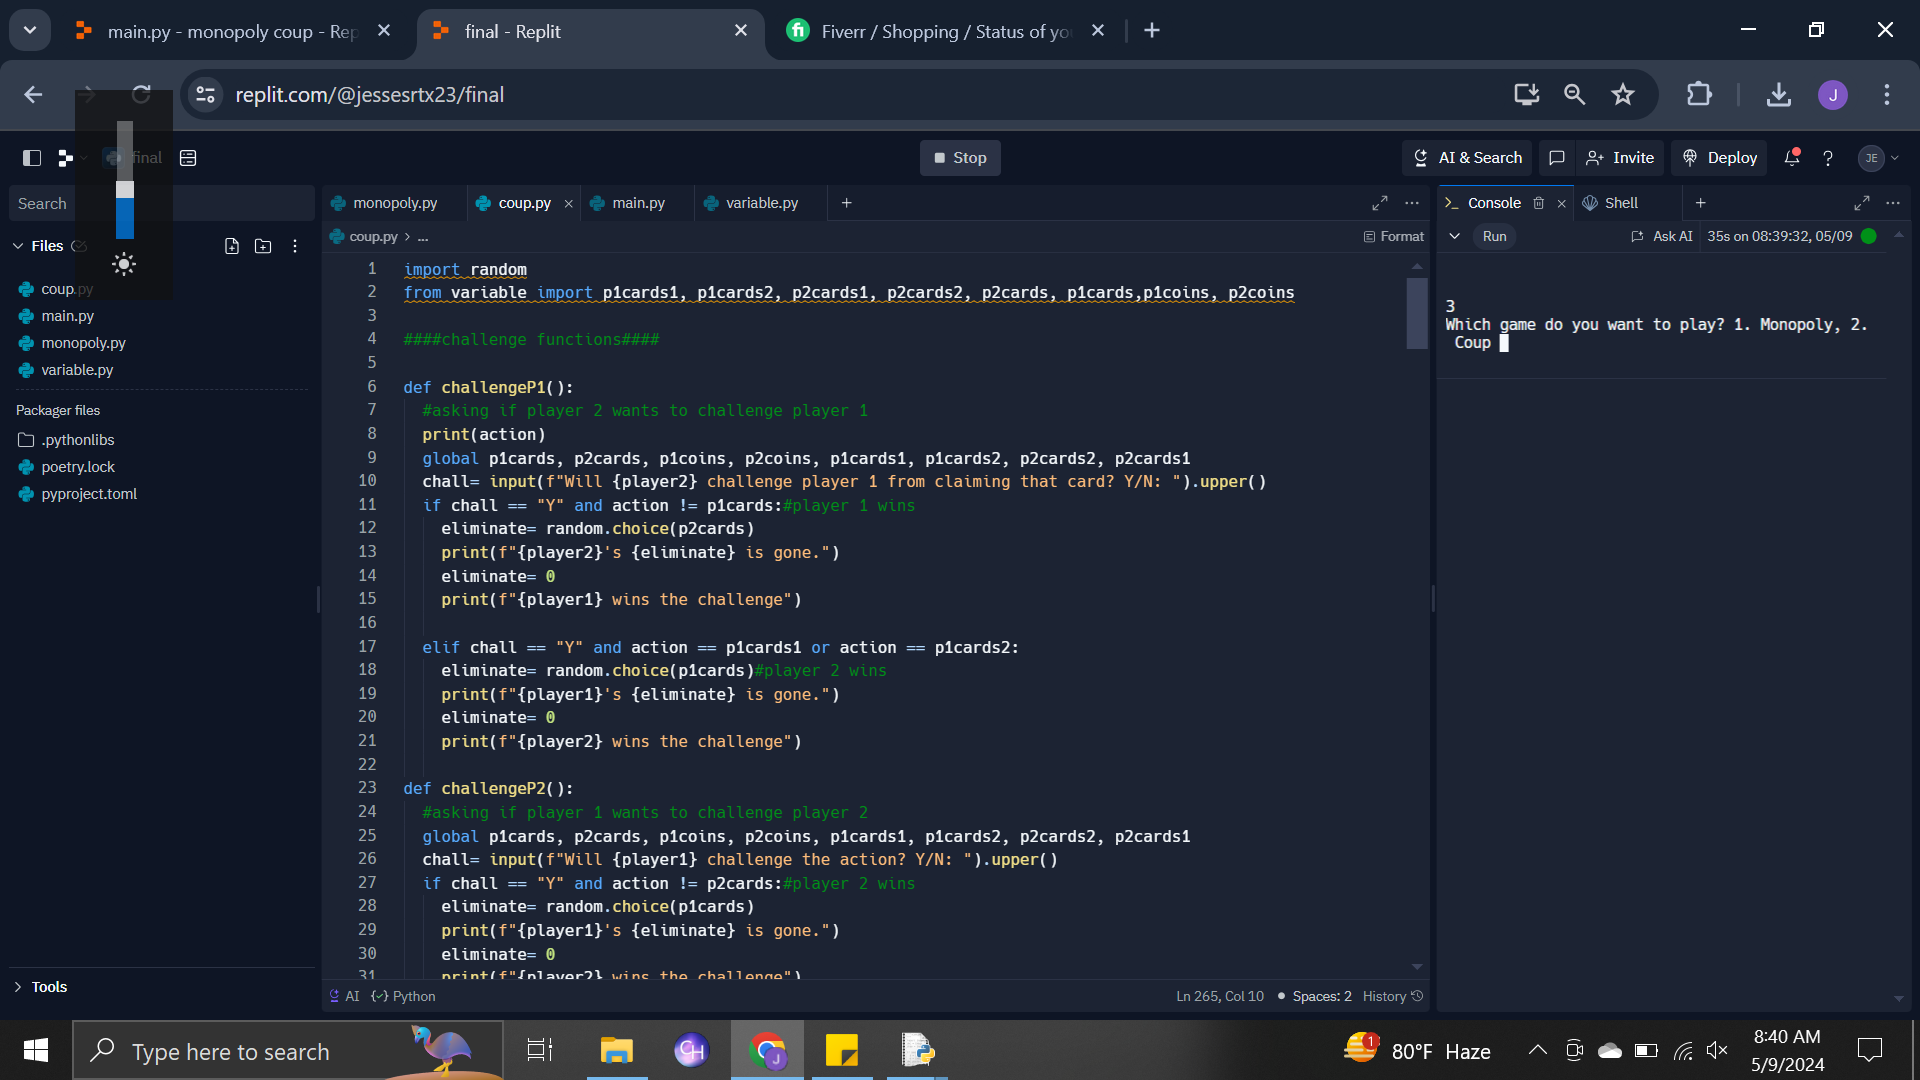 main.py - monopoly coup - Rep
final - Replit
Fiverr / Shopping / Status of yo
replit.com/@jessesrtx23/final
J
final
Stop
AI & Search
Invite
Deploy
?
JE
Search
monopoly.py
coup.py
main.py
variable.py
Console
Shell
Files
coup.py > ...
Format
Run
Ask AI
35s on 08:39:32, 05/09
coup.py
main.py
monopoly.py
variable.py
Packager files
.pythonlibs
poetry.lock
pyproject.toml
Tools
1 import random
2 from variable import p1cards1, p1cards2, p2cards1, p2cards2, p2cards, p1cards,p1coins, p2coins
3
4 ####challenge functions####
5
6 def challengeP1():
7 #asking if player 2 wants to challenge player 1
8 print(action)
9 global p1cards, p2cards, p1coins, p2coins, p1cards1, p1cards2, p2cards2, p2cards1
10 chall= input(f"Will {player2} challenge player 1 from claiming that card? Y/N: ").upper()
11 if chall == "Y" and action != p1cards:#player 1 wins
12 eliminate= random.choice(p2cards)
13 print(f"{player2}'s {eliminate} is gone.")
14 eliminate= 0
15 print(f"{player1} wins the challenge")
16
17 elif chall == "Y" and action == p1cards1 or action == p1cards2:
18 eliminate= random.choice(p1cards)#player 2 wins
19 print(f"{player1}'s {eliminate} is gone.")
20 eliminate= 0
21 print(f"{player2} wins the challenge")
22
23 def challengeP2():
24 #asking if player 1 wants to challenge player 2
25 global p1cards, p2cards, p1coins, p2coins, p1cards1, p1cards2, p2cards2, p2cards1
26 chall= input(f"Will {player1} challenge the action? Y/N: ").upper()
27 if chall == "Y" and action != p2cards:#player 2 wins
28 eliminate= random.choice(p1cards)
29 print(f"{player1}'s {eliminate} is gone.")
30 eliminate= 0
31 print(f"{player2} wins the challenge")
3
Which game do you want to play? 1. Monopoly, 2.
Coup
AI
Python
Ln 265, Col 10
Spaces: 2
History
Type here to search
CH
J
1
80°F Haze
8:40 AM
5/9/2024